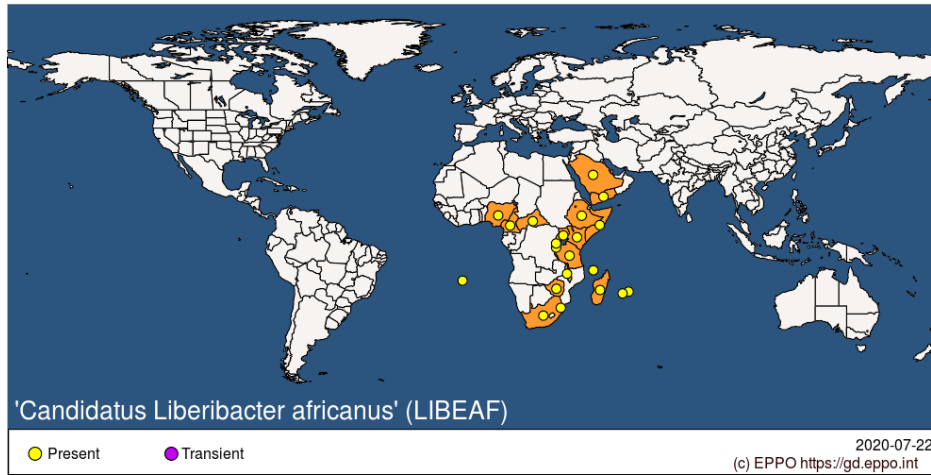 'Candidatus Liberibacter africanus' (LIBEAF)
Present
Transient
2020-07-22
(c) EPPO https://gd.eppo.int